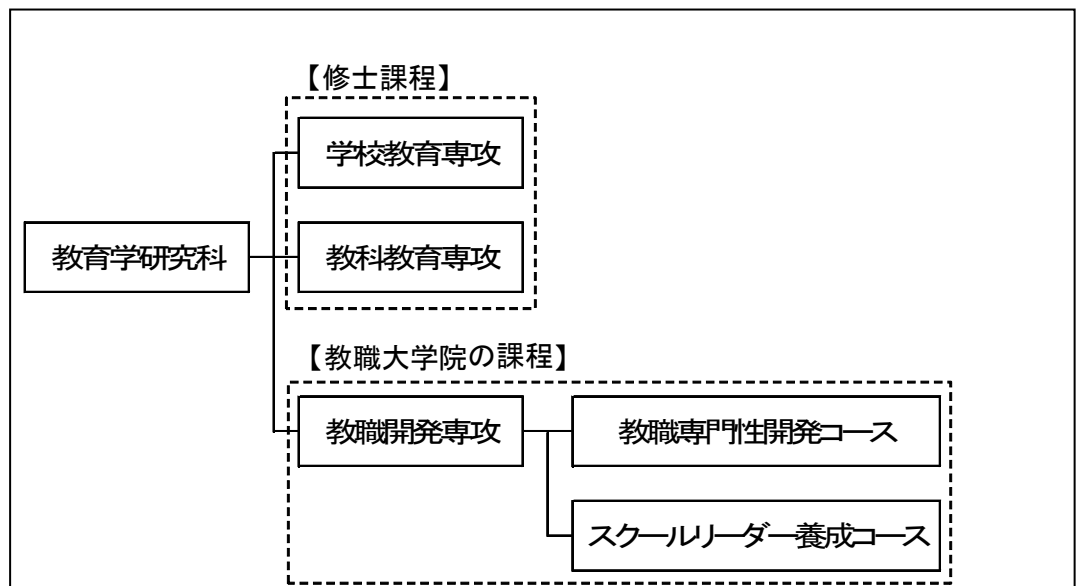 【修士課程】
学校教育専攻
教育学研究科
教科教育専攻
【教職大学院の課程】
教職開発専攻
教職専門性開発コース
スクールリーダー養成コース